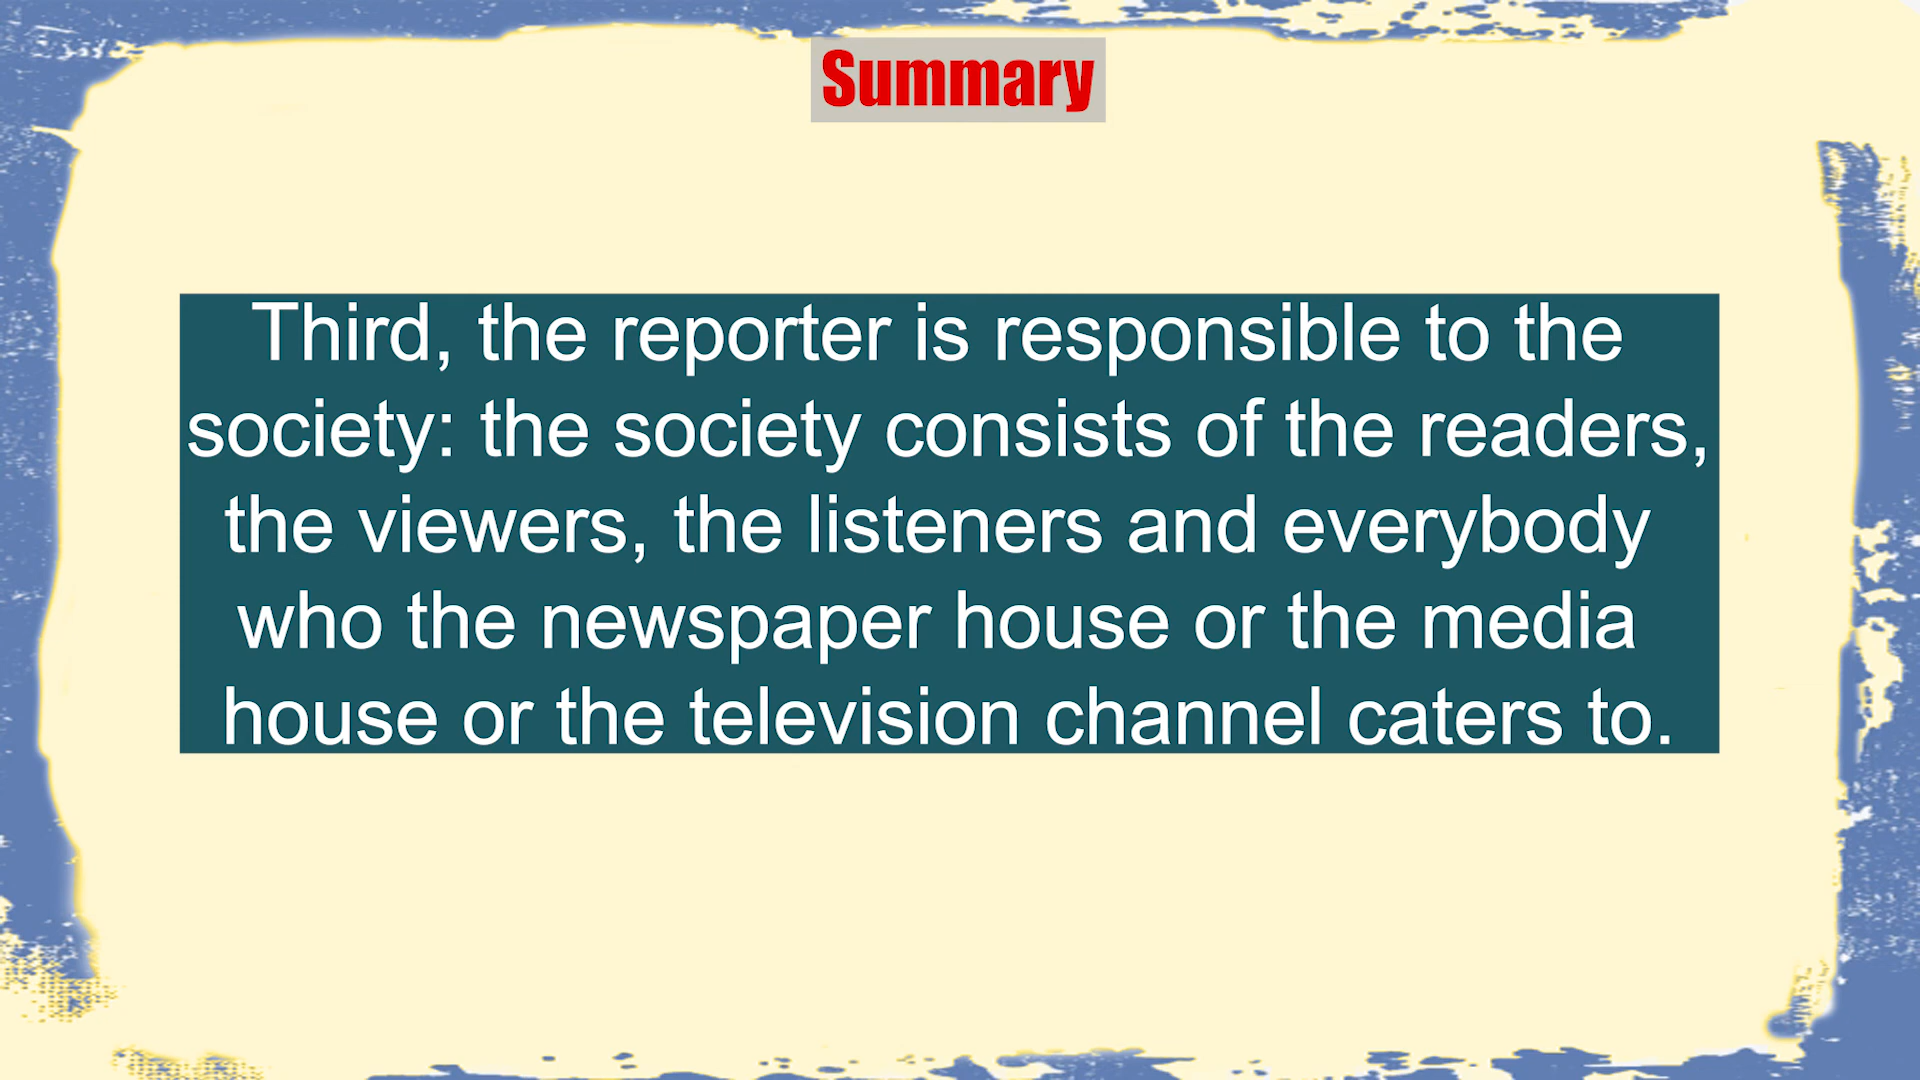 Summary
Third, the reporter is responsible to the
society: the society consists of the readers,
the viewers, the listeners and everybody
who the newspaper house or the media
house or the television channel caters to.